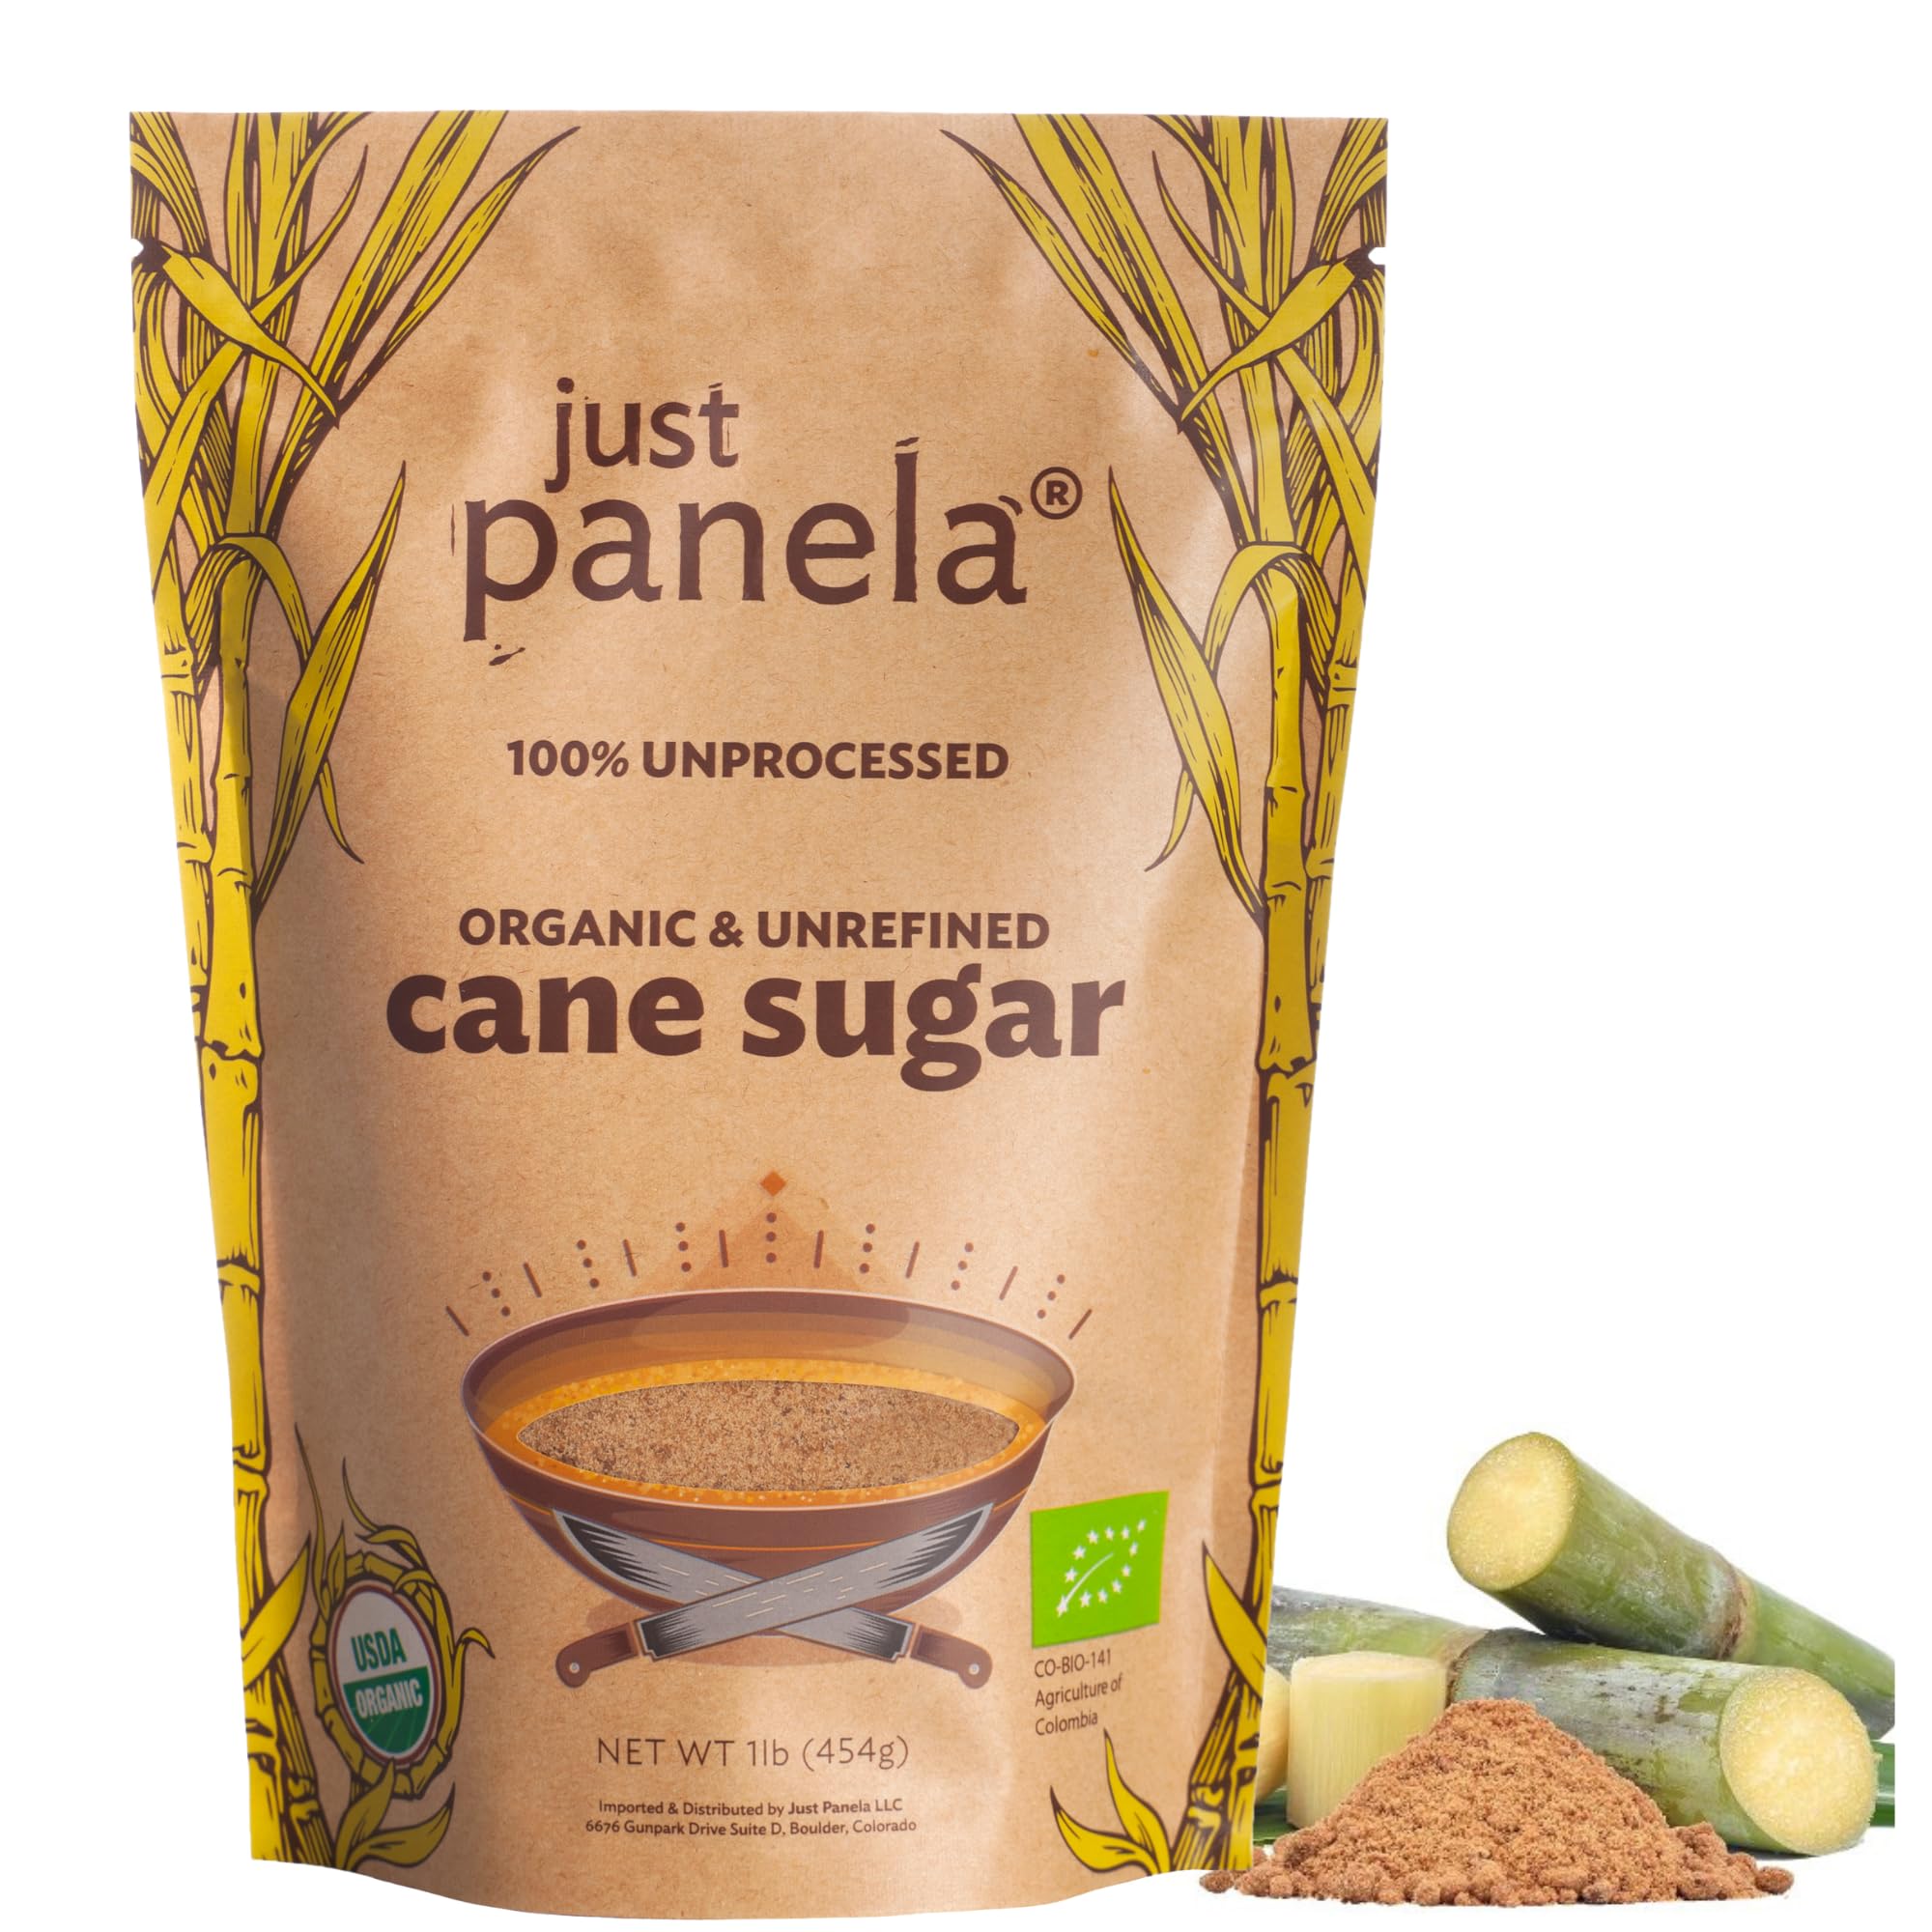 just
panela®
100% UNPROCESSED
ORGANIC & UNREFINED
cane sugar
USDA
ORGANIC
CO-BIO-141
Agriculture of
Colombia
NET WT 1lb (454g)
Imported & Distributed by Just Panela LLC
6676 Gunpark Drive Suite D, Boulder, Colorado